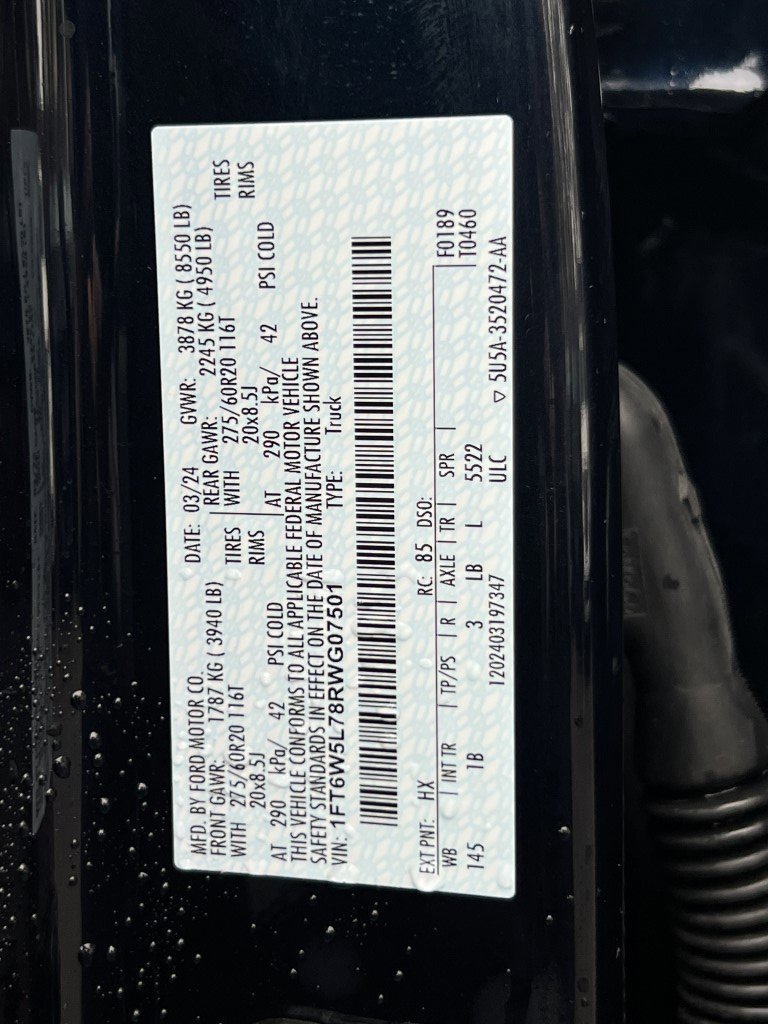 MFD. BY FORD MOTOR CO.
DATE: 03/24 GVWR: 3878 KG ( 8550 LB)
FRONT GAWR: 1787 KG ( 3940 LB)
REAR GAWR: 2245 KG ( 4950 LB)
WITH 275/60R20 116T TIRES
WITH 275/60R20 116T TIRES
20x8.5J RIMS
20x8.5J RIMS
AT 290 kPa/ 42 PSI COLD
AT 290 kPa/ 42 PSI COLD
THIS VEHICLE CONFORMS TO ALL APPLICABLE FEDERAL MOTOR VEHICLE
SAFETY STANDARDS IN EFFECT ON THE DATE OF MANUFACTURE SHOWN ABOVE.
VIN: 1FT6W5L78RWG07501 TYPE: Truck
EXT PNT: HX RC: 85 DSO: F0189
WB | INT TR | TP/PS | R | AXLE | TR | SPR | T0460
145 1B 3 LB L 5522
1202403197347 ULC ▽ 5U5A-3520472-AA